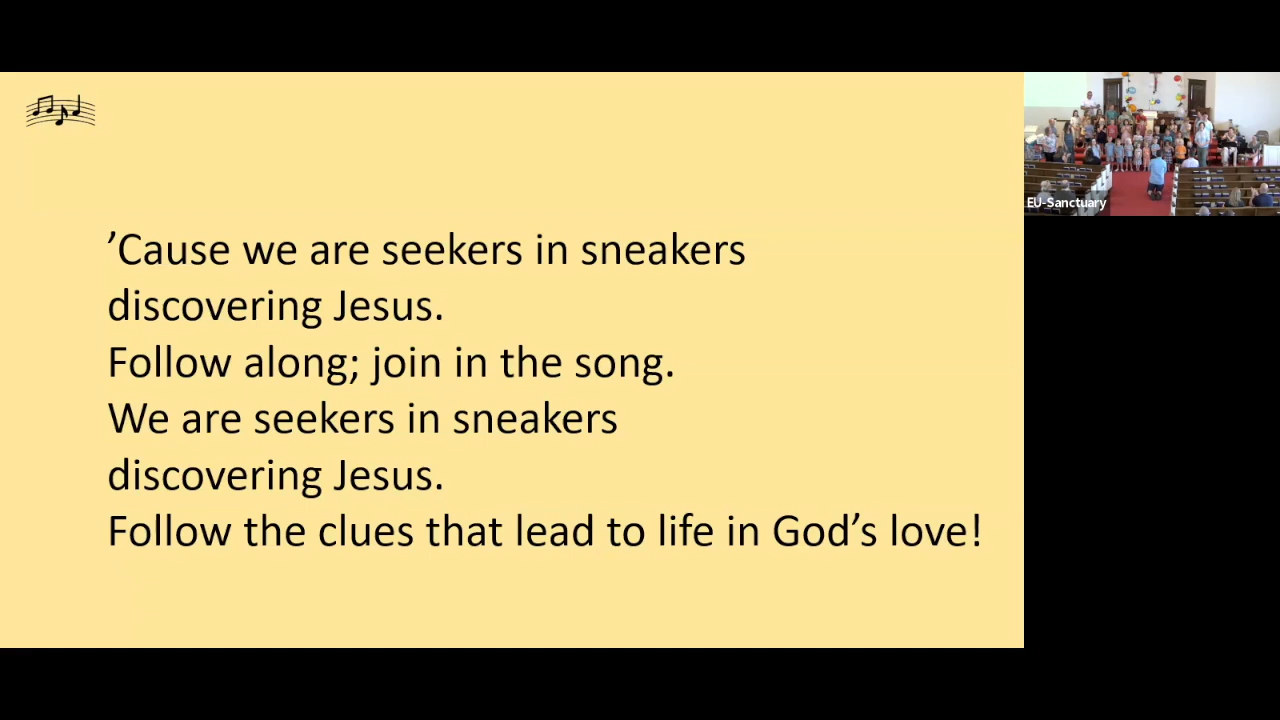 ’Cause we are seekers in sneakers
discovering Jesus.
Follow along; join in the song.
We are seekers in sneakers
discovering Jesus.
Follow the clues that lead to life in God’s love!
EU-Sanctuary